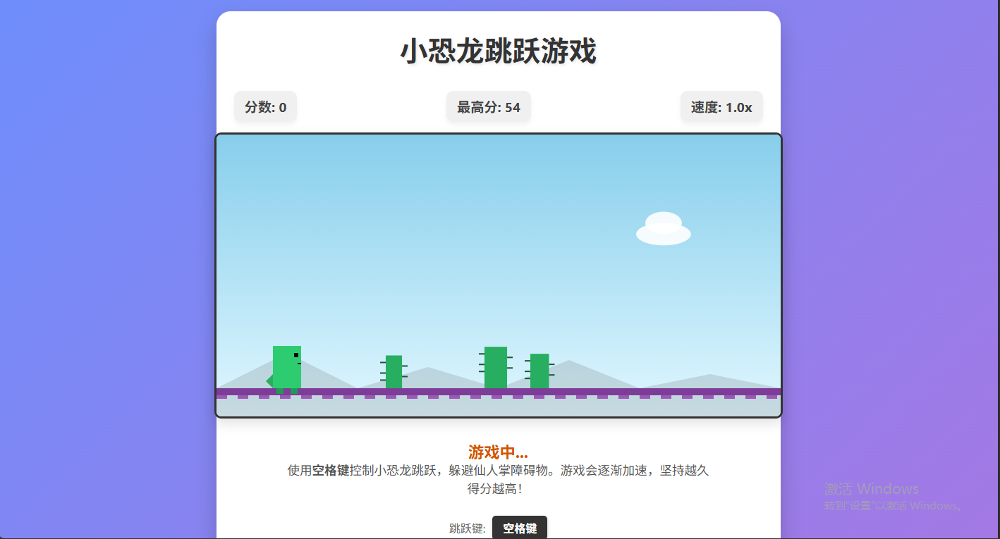 小恐龙跳跃游戏
分数: 0
最高分: 54
速度: 1.0x
游戏中...
使用空格键控制小恐龙跳跃，躲避仙人掌障碍物。游戏会逐渐加速，坚持越久
得分越高！
跳跃键: 空格键
激活 Windows
转到"设置"以激活 Windows。